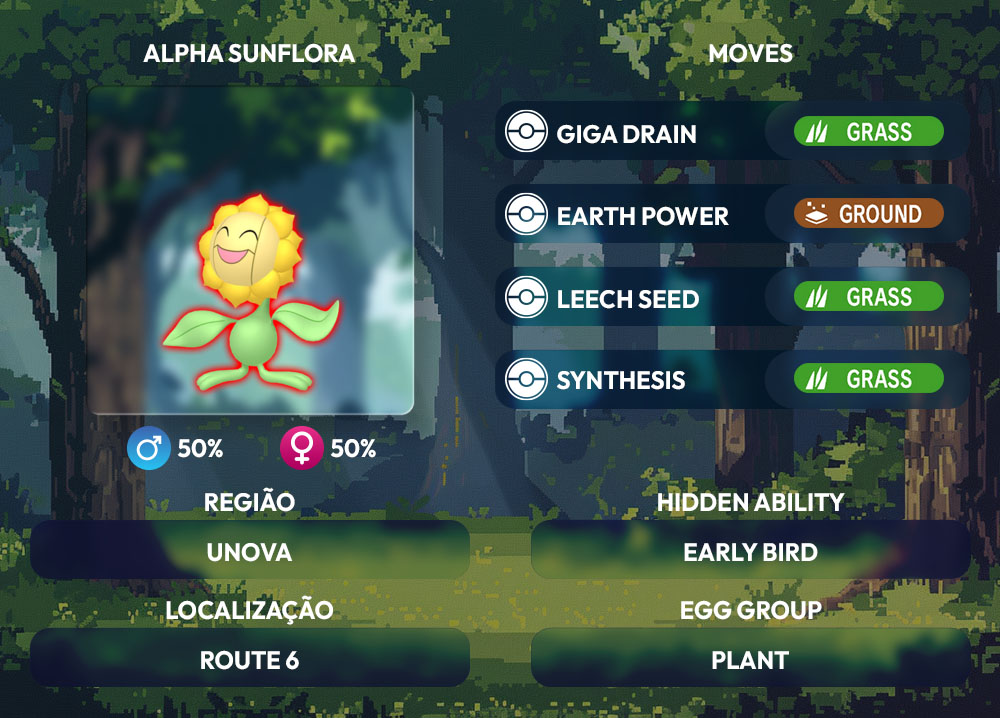 ALPHA SUNFLORA
♂ 50% ♀ 50%
MOVES
GIGA DRAIN GRASS
EARTH POWER GROUND
LEECH SEED GRASS
SYNTHESIS GRASS
REGIÃO
UNOVA
HIDDEN ABILITY
EARLY BIRD
LOCALIZAÇÃO
ROUTE 6
EGG GROUP
PLANT